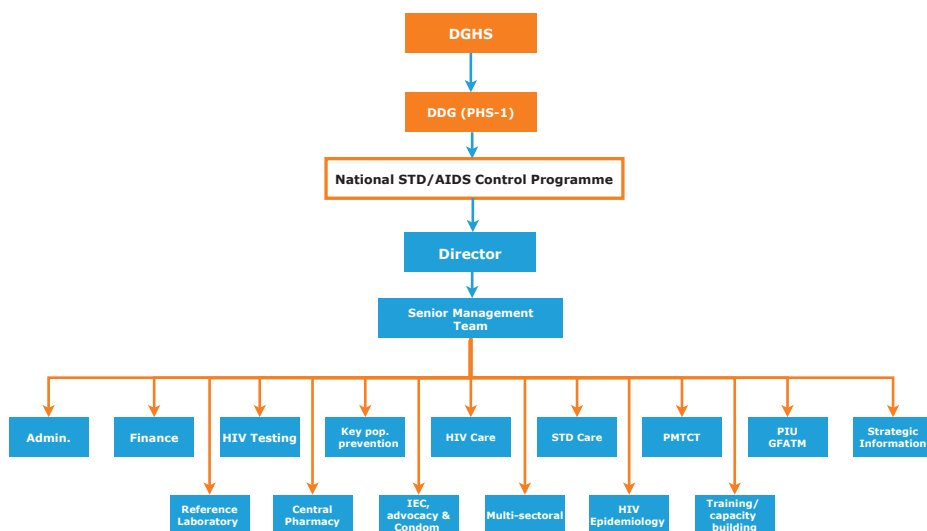 DGHS
DDG (PHS-1)
National STD/AIDS Control Programme
Director
Senior Management
Team
Admin.
Finance
HIV Testing
Key pop.
prevention
HIV Care
STD Care
PMTCT
PIU
GFATM
Strategic
Information
Reference
Laboratory
Central
Pharmacy
IEC,
advocacy &
Condom
Multi-sectoral
HIV
Epidemiology
Training/
capacity
building